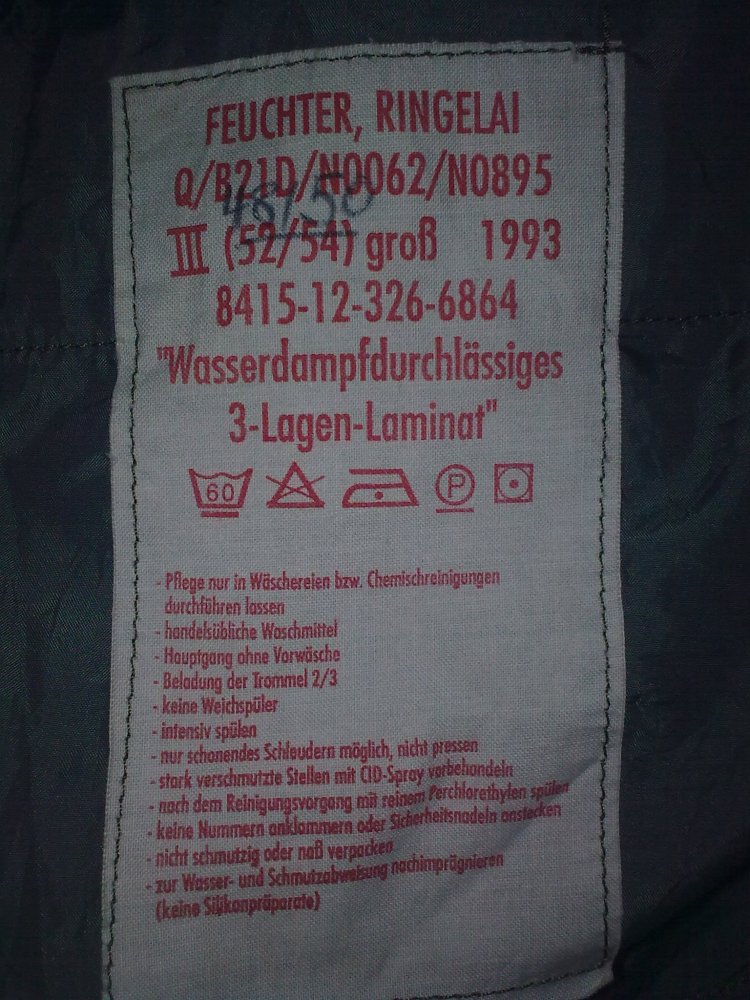 FEUCHTER, RINGELAI
Q/B21D/N0062/N0895
48/50
III (52/54) groß 1993
8415-12-326-6864
"Wasserdampfdurchlässiges
3-Lagen-Laminat"
60 P
- Pflege nur in Wäschereien bzw. Chemischreinigungen
durchführen lassen
- handelsübliche Waschmittel
- Hauptgang ohne Vorwäsche
- Beladung der Trommel 2/3
- keine Weichspüler
- intensiv spülen
- nur schonendes Schleudern möglich, nicht pressen
- stark verschmutzte Stellen mit CID-Spray vorbehandeln
- nach dem Reinigungsvorgang mit reinem Perchlorethylen spülen
- keine Nummern anklammern oder Sicherheitsnadeln anstecken
- nicht schmutzig oder naß verpacken
- zur Wasser- und Schmutzabweisung nachimprägnieren
(keine Silikonpräparate)